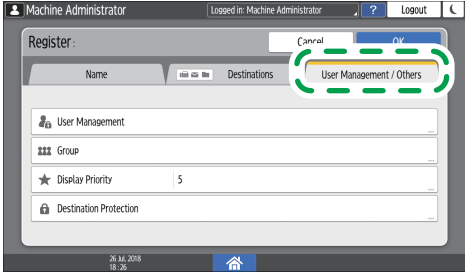 Machine Administrator
Logged in: Machine Administrator
?
Logout
Register :
Cancel
OK
Name
Destinations
User Management / Others
User Management
Group
Display Priority
5
Destination Protection
26 Jul. 2018
18 : 26